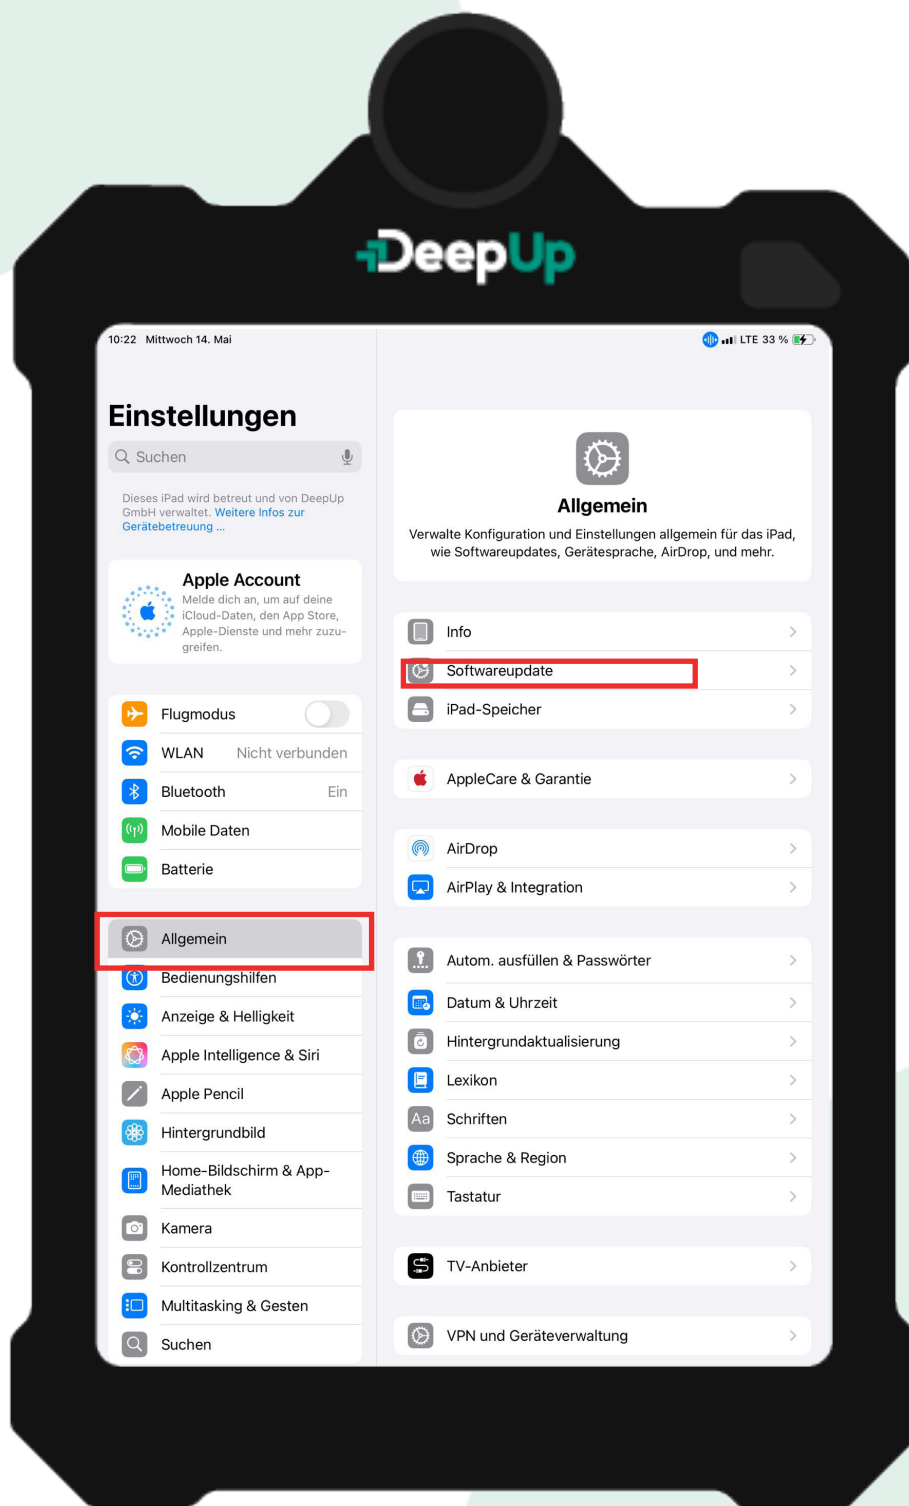 DeepUp
10:22 Mittwoch 14. Mai
LTE 33 %
Einstellungen
Suchen
Dieses iPad wird betreut und von DeepUp
GmbH verwaltet. Weitere Infos zur
Gerätebetreuung ...
Apple Account
Melde dich an, um auf deine
iCloud-Daten, den App Store,
Apple-Dienste und mehr zuzu-
greifen.
Flugmodus
WLAN Nicht verbunden
Bluetooth Ein
Mobile Daten
Batterie
Allgemein
Bedienungshilfen
Anzeige & Helligkeit
Apple Intelligence & Siri
Apple Pencil
Hintergrundbild
Home-Bildschirm & App-
Mediathek
Kamera
Kontrollzentrum
Multitasking & Gesten
Suchen
Allgemein
Verwalte Konfiguration und Einstellungen allgemein für das iPad,
wie Softwareupdates, Gerätesprache, AirDrop, und mehr.
Info
Softwareupdate
iPad-Speicher
AppleCare & Garantie
AirDrop
AirPlay & Integration
Autom. ausfüllen & Passwörter
Datum & Uhrzeit
Hintergrundaktualisierung
Lexikon
Aa Schriften
Sprache & Region
Tastatur
TV-Anbieter
VPN und Geräteverwaltung